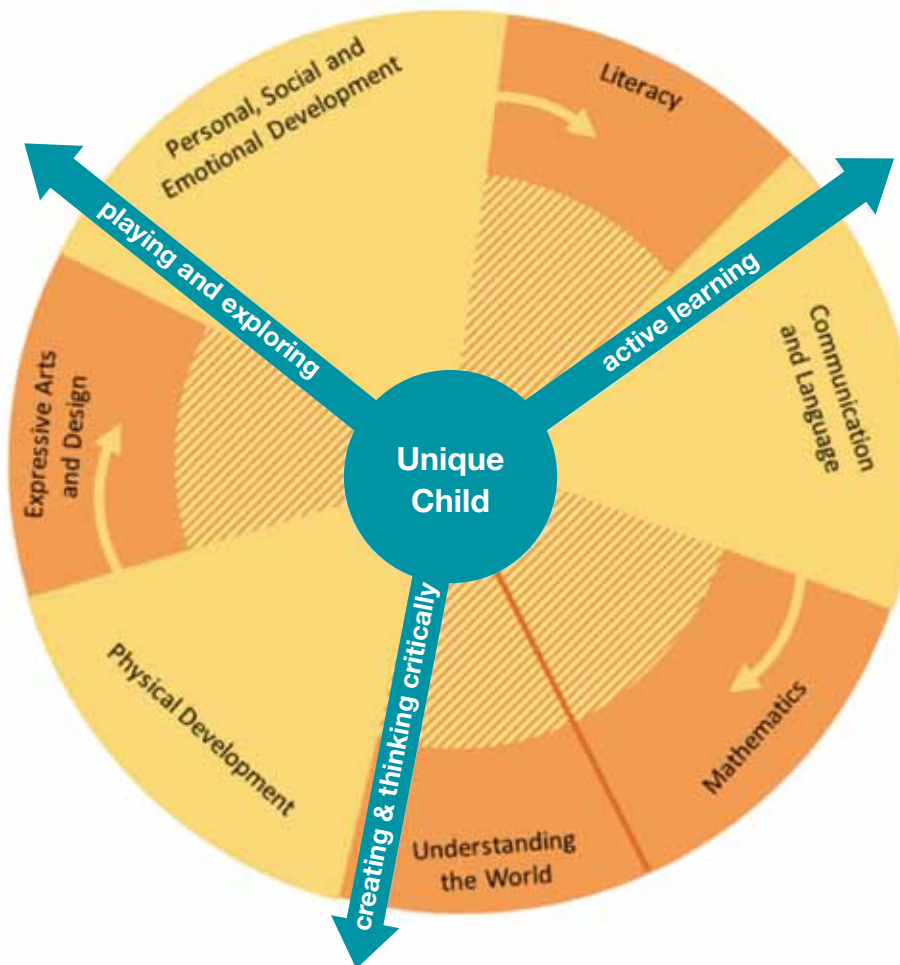 Personal, Social and
Emotional Development
Literacy
playing and exploring
active learning
Communication
and Language
Expressive Arts
and Design
Unique
Child
Physical Development
creating & thinking critically
Mathematics
Understanding
the World